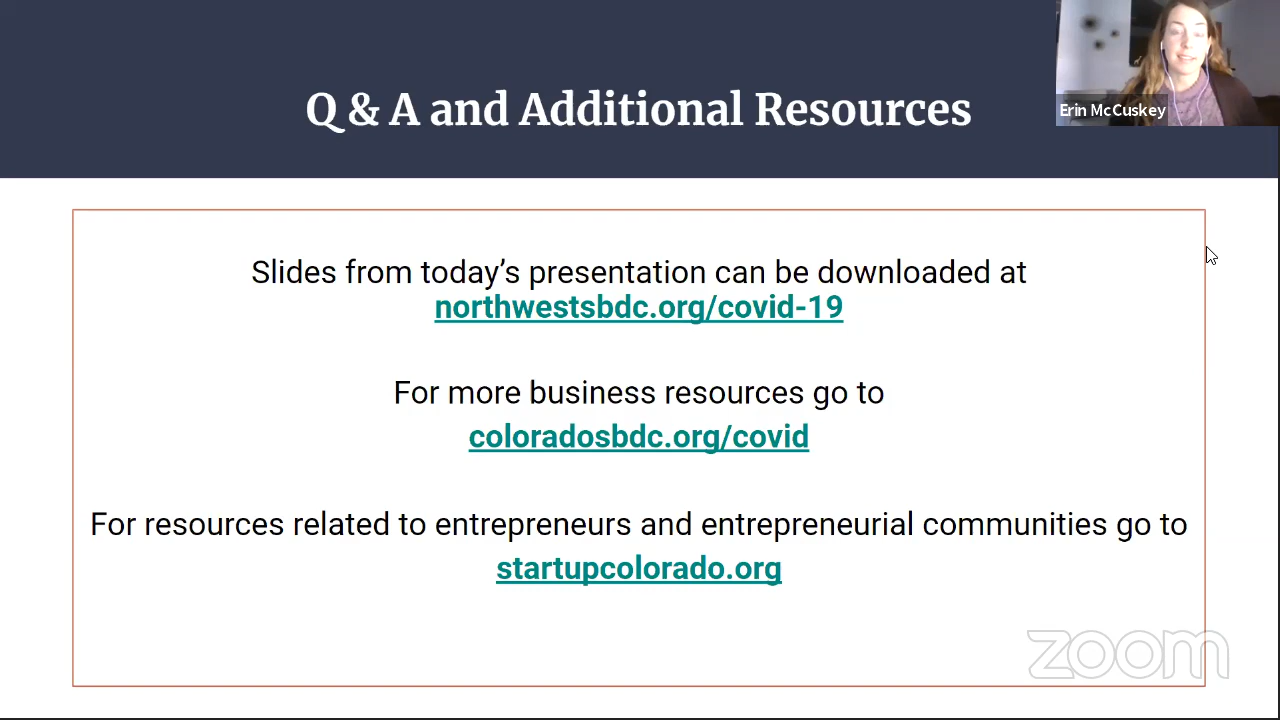 Q & A and Additional Resources
Erin McCuskey
Slides from today’s presentation can be downloaded at
northwestsbdc.org/covid-19
For more business resources go to
coloradosbdc.org/covid
For resources related to entrepreneurs and entrepreneurial communities go to
startupcolorado.org
zoom